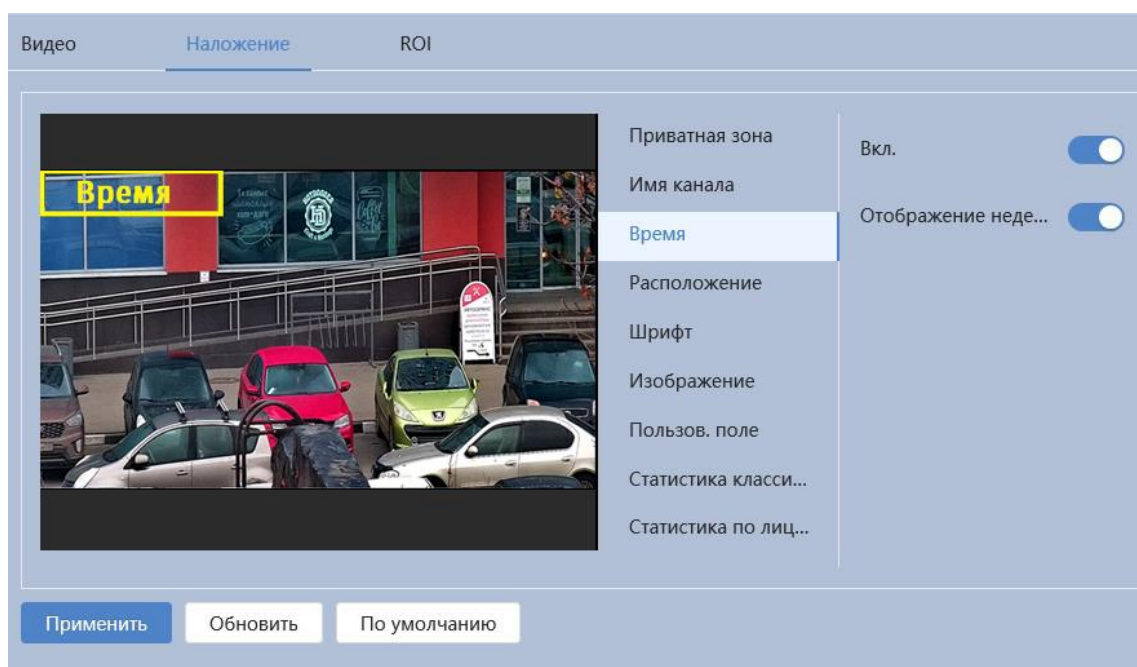 Видео
Наложение
ROI
Время
Приватная зона
Имя канала
Время
Расположение
Шрифт
Изображение
Пользов. поле
Статистика класси...
Статистика по лиц...
Вкл.
Отображение неде...
Применить
Обновить
По умолчанию